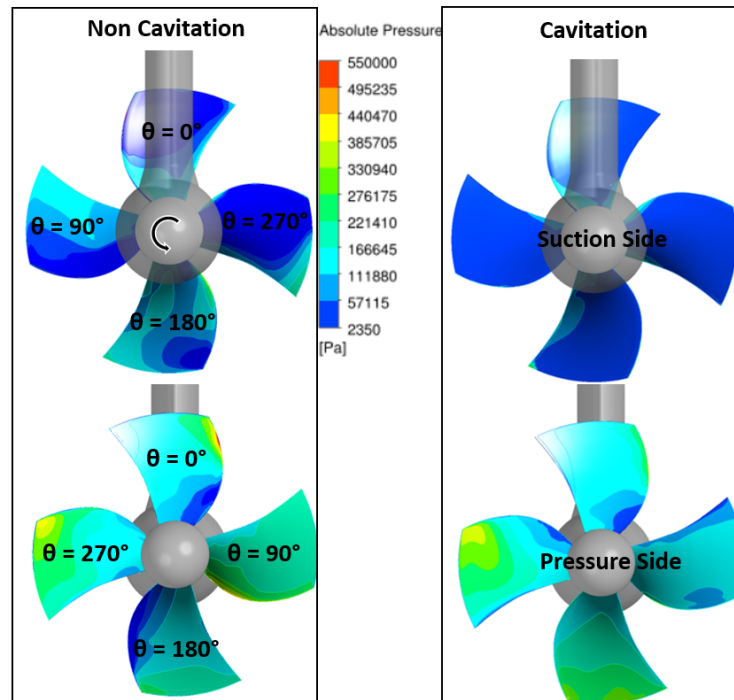 Non Cavitation
Absolute Pressure
Cavitation
550000
495235
440470
385705
330940
276175
221410
166645
111880
57115
2350
[Pa]
θ = 0°
θ = 90°
θ = 270°
θ = 180°
Suction Side
θ = 0°
θ = 270°
θ = 90°
θ = 180°
Pressure Side